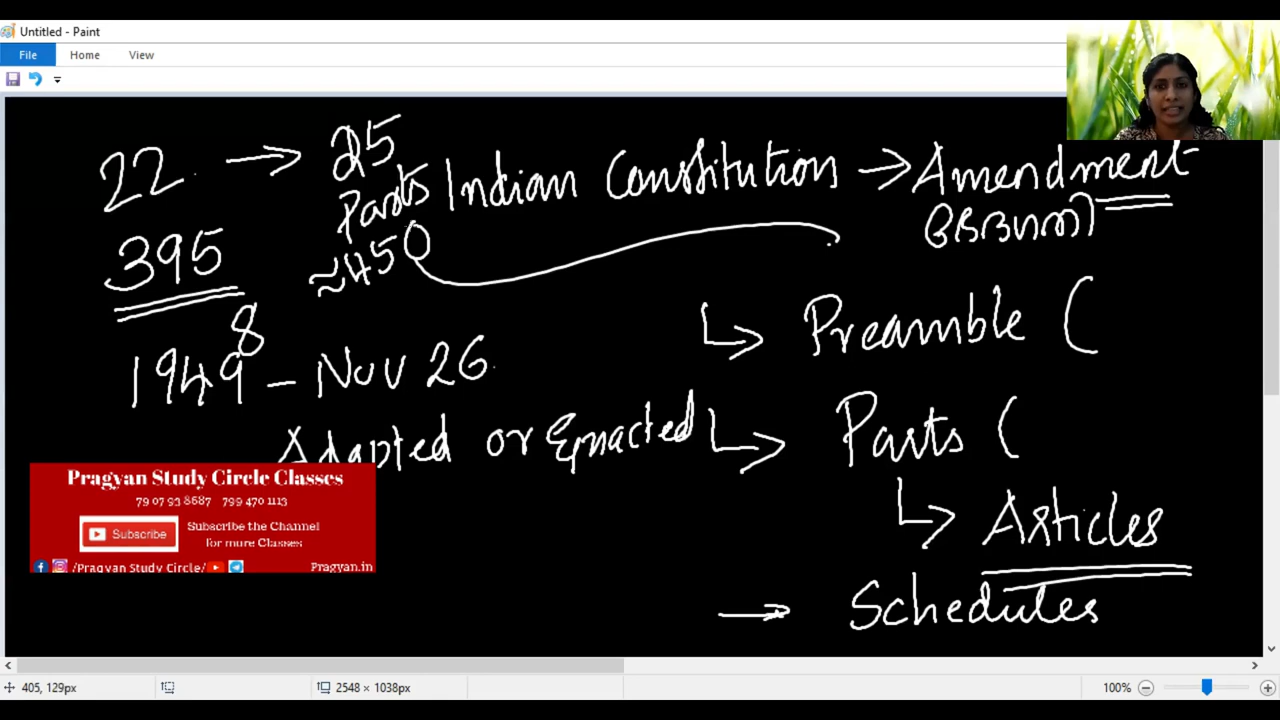 Untitled - Paint
File Home View
22 → 25 Parts Indian Constitution → Amendment
ഭേദഗതി
395 ≈450
8
Preamble (
1949 - Nov 26
Adapted or Enacted
Parts (
Articles
Schedules
Pragyan Study Circle Classes
79 07 93 8687 799 470 1113
Subscribe
Subscribe the Channel
for more Classes
/Pragyan Study Circle/
Pragyan.in
405, 129px
2548 × 1038px
100%